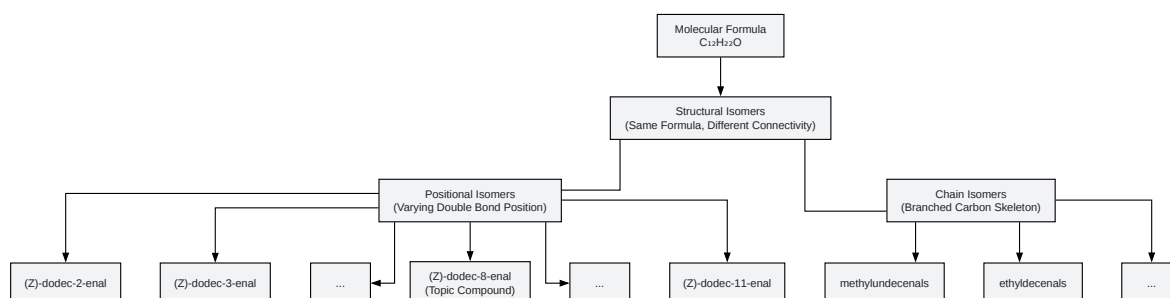 Molecular Formula
C₁₂H₂₂O
Structural Isomers
(Same Formula, Different Connectivity)
Positional Isomers
(Varying Double Bond Position)
Chain Isomers
(Branched Carbon Skeleton)
(Z)-dodec-2-enal
(Z)-dodec-3-enal
...
(Z)-dodec-8-enal
(Topic Compound)
...
(Z)-dodec-11-enal
methylundecenals
ethyldecenals
...